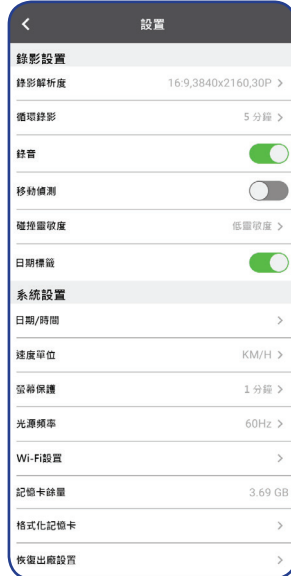 設置
錄影設置
錄影解析度 16:9,3840x2160,30P >
循環錄影 5 分鐘 >
錄音
移動偵測
碰撞靈敏度 低靈敏度 >
日期標籤
系統設置
日期/時間 >
速度單位 KM/H >
螢幕保護 1 分鐘 >
光源頻率 60Hz >
Wi-Fi設置 >
記憶卡餘量 3.69 GB
格式化記憶卡 >
恢復出廠設置 >